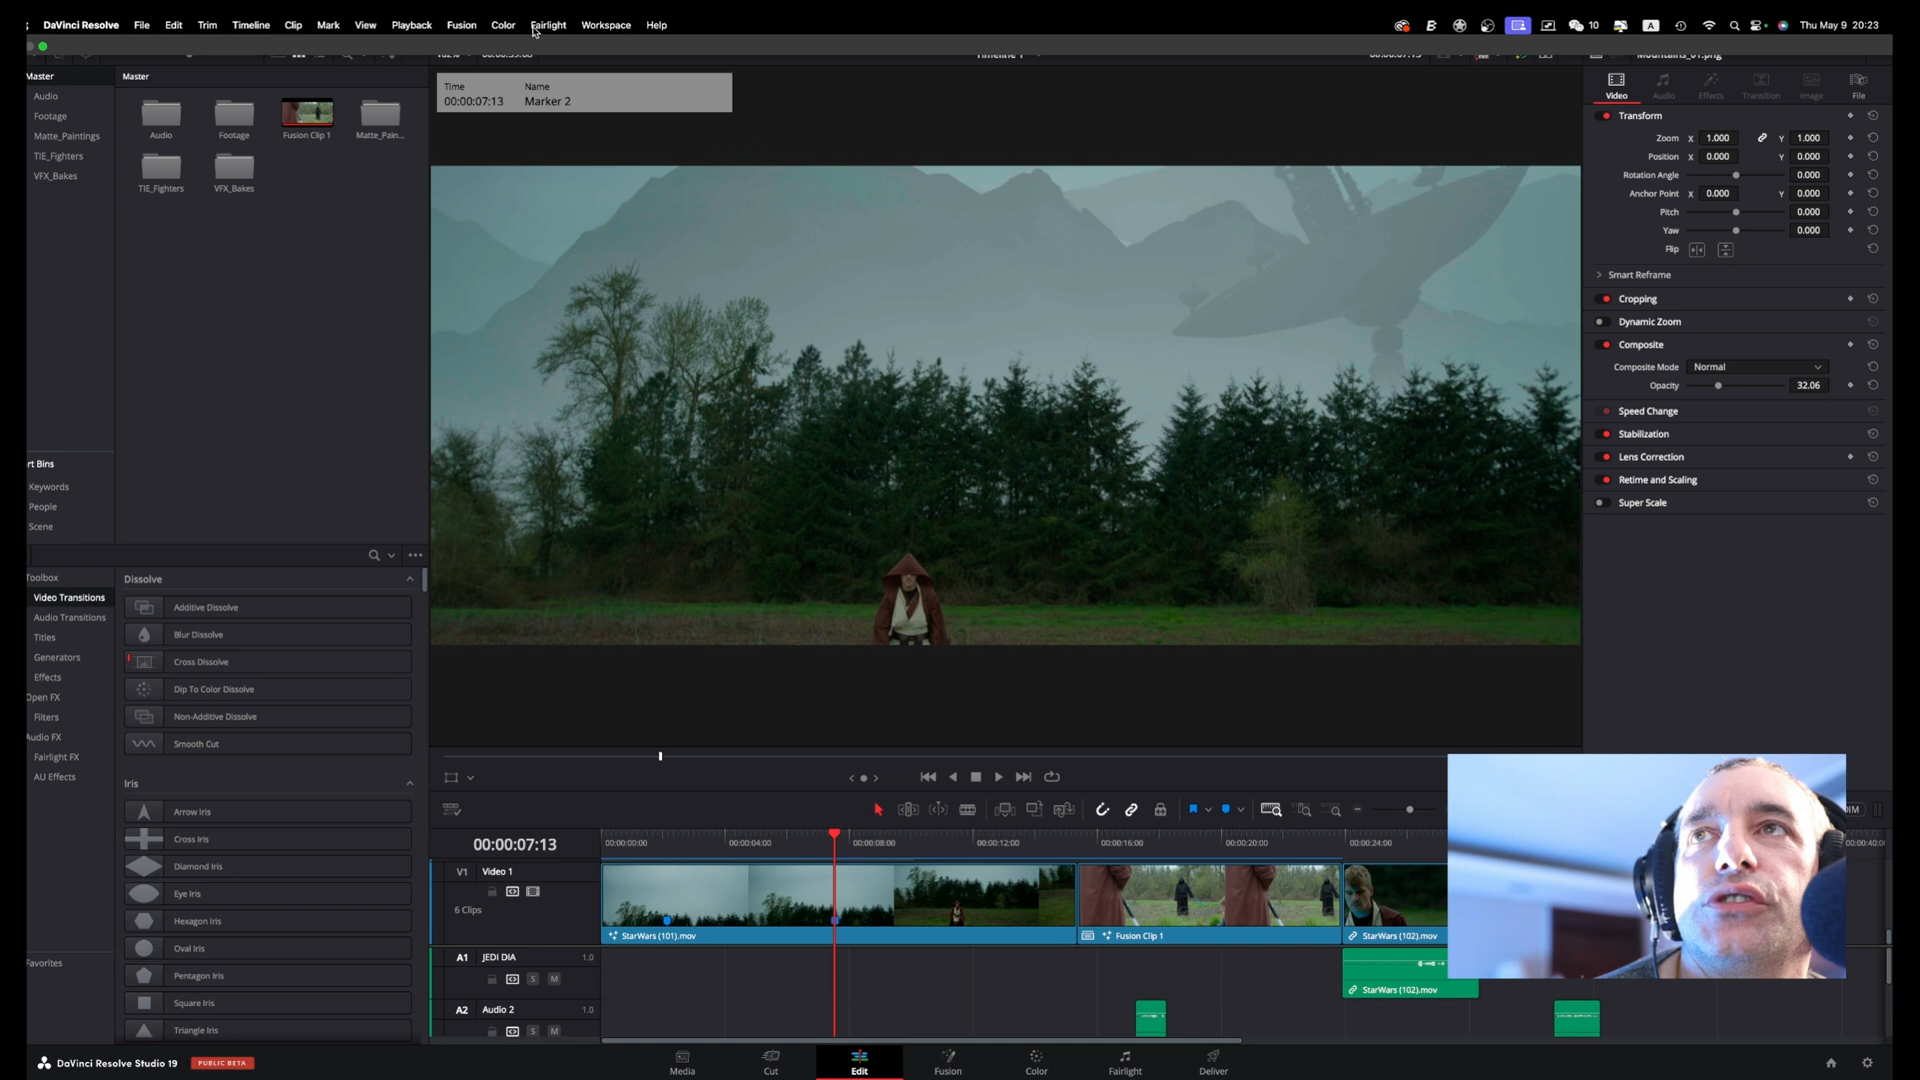 DaVinci Resolve File Edit Trim Timeline Clip Mark View Playback Fusion Color Fairlight Workspace Help
10 A Thu May 9 20:23
Mountains_01.png
Master
Audio
Footage
Matte_Paintings
TIE_Fighters
VFX_Bakes
Master
Audio Footage Fusion Clip 1 Matte_Pain...
TIE_Fighters VFX_Bakes
rt Bins
Keywords
People
Scene
Time Name
00:00:07:13 Marker 2
Video Audio Effects Transition Image File
Transform
Zoom X 1.000 Y 1.000
Position X 0.000 Y 0.000
Rotation Angle 0.000
Anchor Point X 0.000 Y 0.000
Pitch 0.000
Yaw 0.000
Flip
Smart Reframe
Cropping
Dynamic Zoom
Composite
Composite Mode Normal
Opacity 32.06
Speed Change
Stabilization
Lens Correction
Retime and Scaling
Super Scale
Toolbox
Video Transitions
Audio Transitions
Titles
Generators
Effects
Open FX
Filters
Audio FX
Fairlight FX
AU Effects
Favorites
Dissolve
Additive Dissolve
Blur Dissolve
Cross Dissolve
Dip To Color Dissolve
Non-Additive Dissolve
Smooth Cut
Iris
Arrow Iris
Cross Iris
Diamond Iris
Eye Iris
Hexagon Iris
Oval Iris
Pentagon Iris
Square Iris
Triangle Iris
DIM
00:00:07:13
00:00:00:00 00:00:04:00 00:00:08:00 00:00:12:00 00:00:16:00 00:00:20:00 00:00:24:00 00:00:40:0
V1 Video 1
6 Clips
StarWars (101).mov Fusion Clip 1 StarWars (102).mov
A1 JEDI DIA 1.0
S M
StarWars (102).mov
A2 Audio 2 1.0
S M
DaVinci Resolve Studio 19 PUBLIC BETA
Media Cut Edit Fusion Color Fairlight Deliver